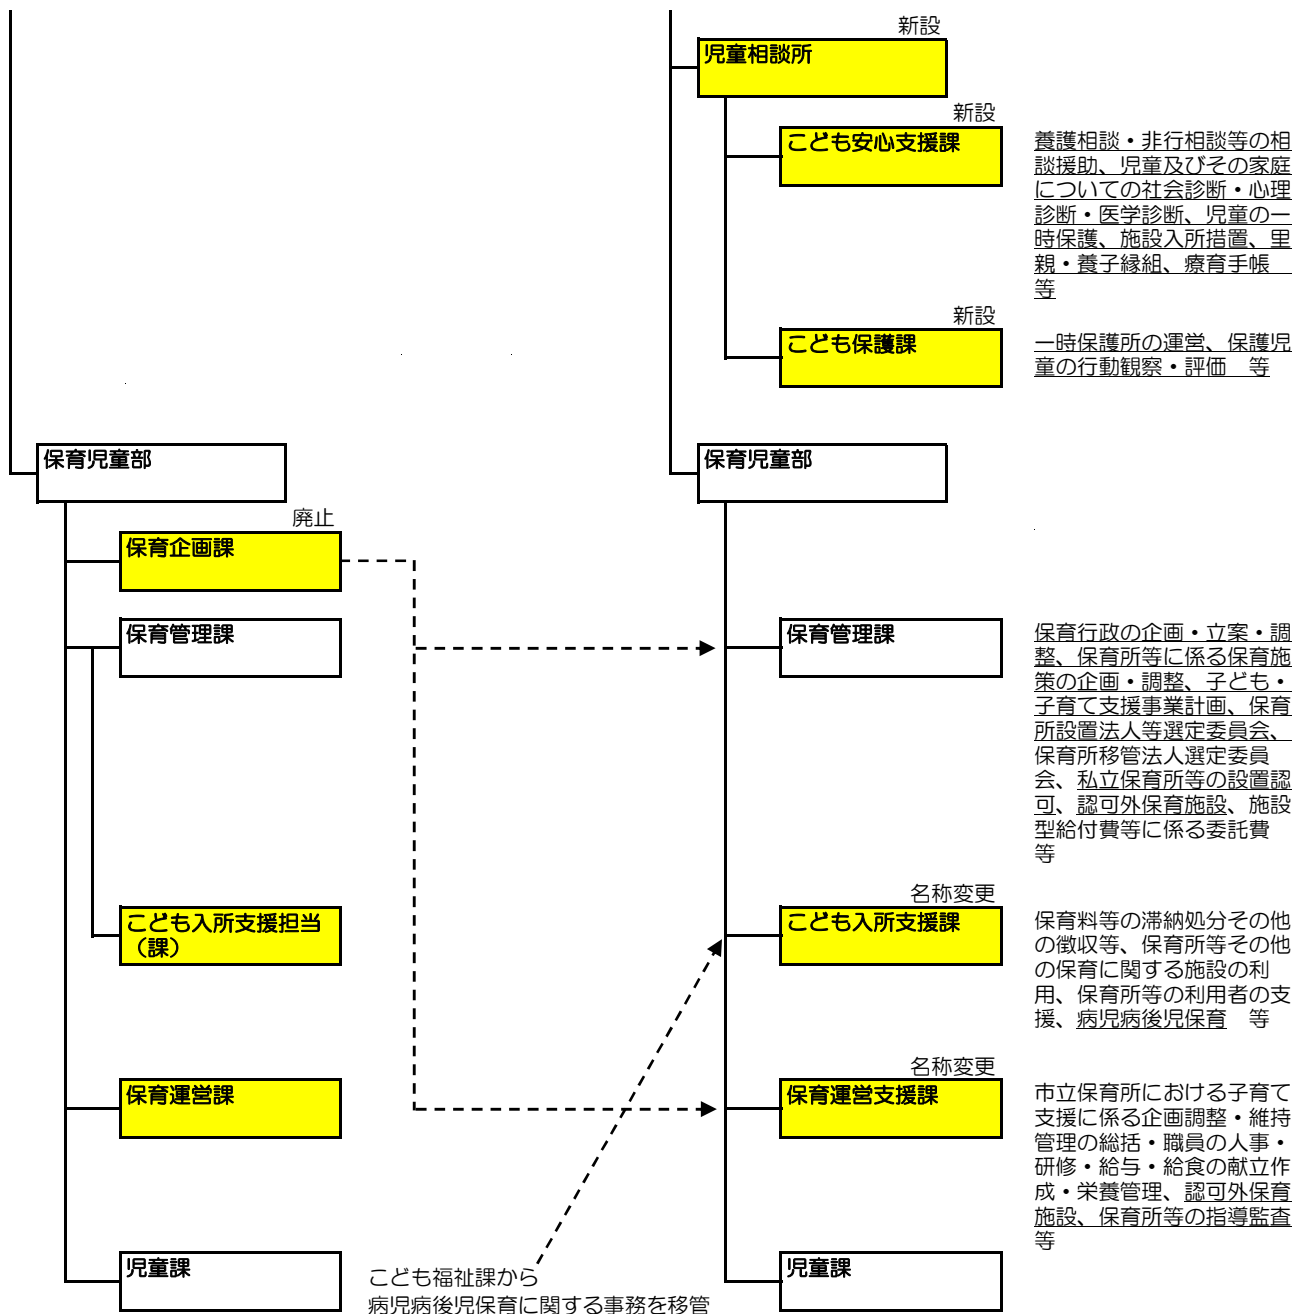 新設
児童相談所
新設
こども安心支援課
養護相談・非行相談等の相
談援助、児童及びその家庭
についての社会診断・心理
診断・医学診断、児童の一
時保護、施設入所措置、里
親・養子縁組、療育手帳
等
新設
こども保護課
一時保護所の運営、保護児
童の行動観察・評価　等
保育児童部
保育児童部
廃止
保育企画課
保育管理課
保育管理課
保育行政の企画・立案・調
整、保育所等に係る保育施
策の企画・調整、子ども・
子育て支援事業計画、保育
所設置法人等選定委員会、
保育所移管法人選定委員
会、私立保育所等の設置認
可、認可外保育施設、施設
型給付費等に係る委託費
等
こども入所支援担当
（課）
名称変更
こども入所支援課
保育料等の滞納処分その他
の徴収等、保育所等その他
の保育に関する施設の利
用、保育所等の利用者の支
援、病児病後児保育　等
保育運営課
名称変更
保育運営支援課
市立保育所における子育て
支援に係る企画調整・維持
管理の総括・職員の人事・
研修・給与・給食の献立作
成・栄養管理、認可外保育
施設、保育所等の指導監査
等
児童課
こども福祉課から
病児病後児保育に関する事務を移管
児童課